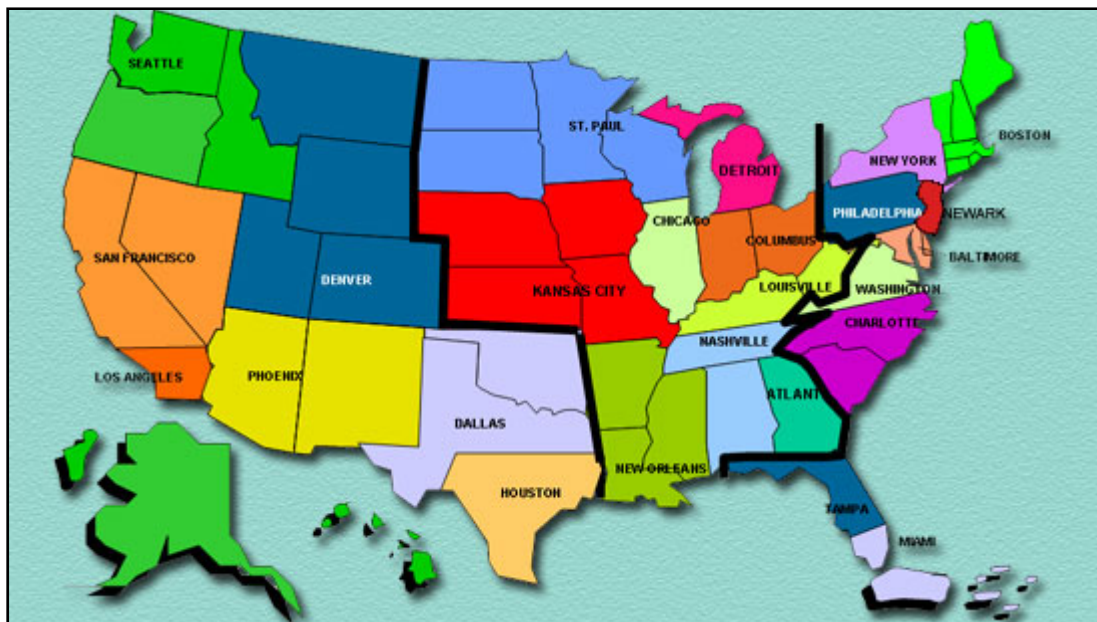 SEATTLE
BOSTON
ST. PAUL
NEW YORK
DETROIT
PHILADELPHIA
NEWARK
CHICAGO
COLUMBUS
BALTIMORE
SAN FRANCISCO
DENVER
KANSAS CITY
LOUISVILLE
WASHINGTON
CHARLOTTE
NASHVILLE
LOS ANGELES
PHOENIX
ATLANT
DALLAS
NEW ORLEANS
HOUSTON
TAMPA
MIAMI